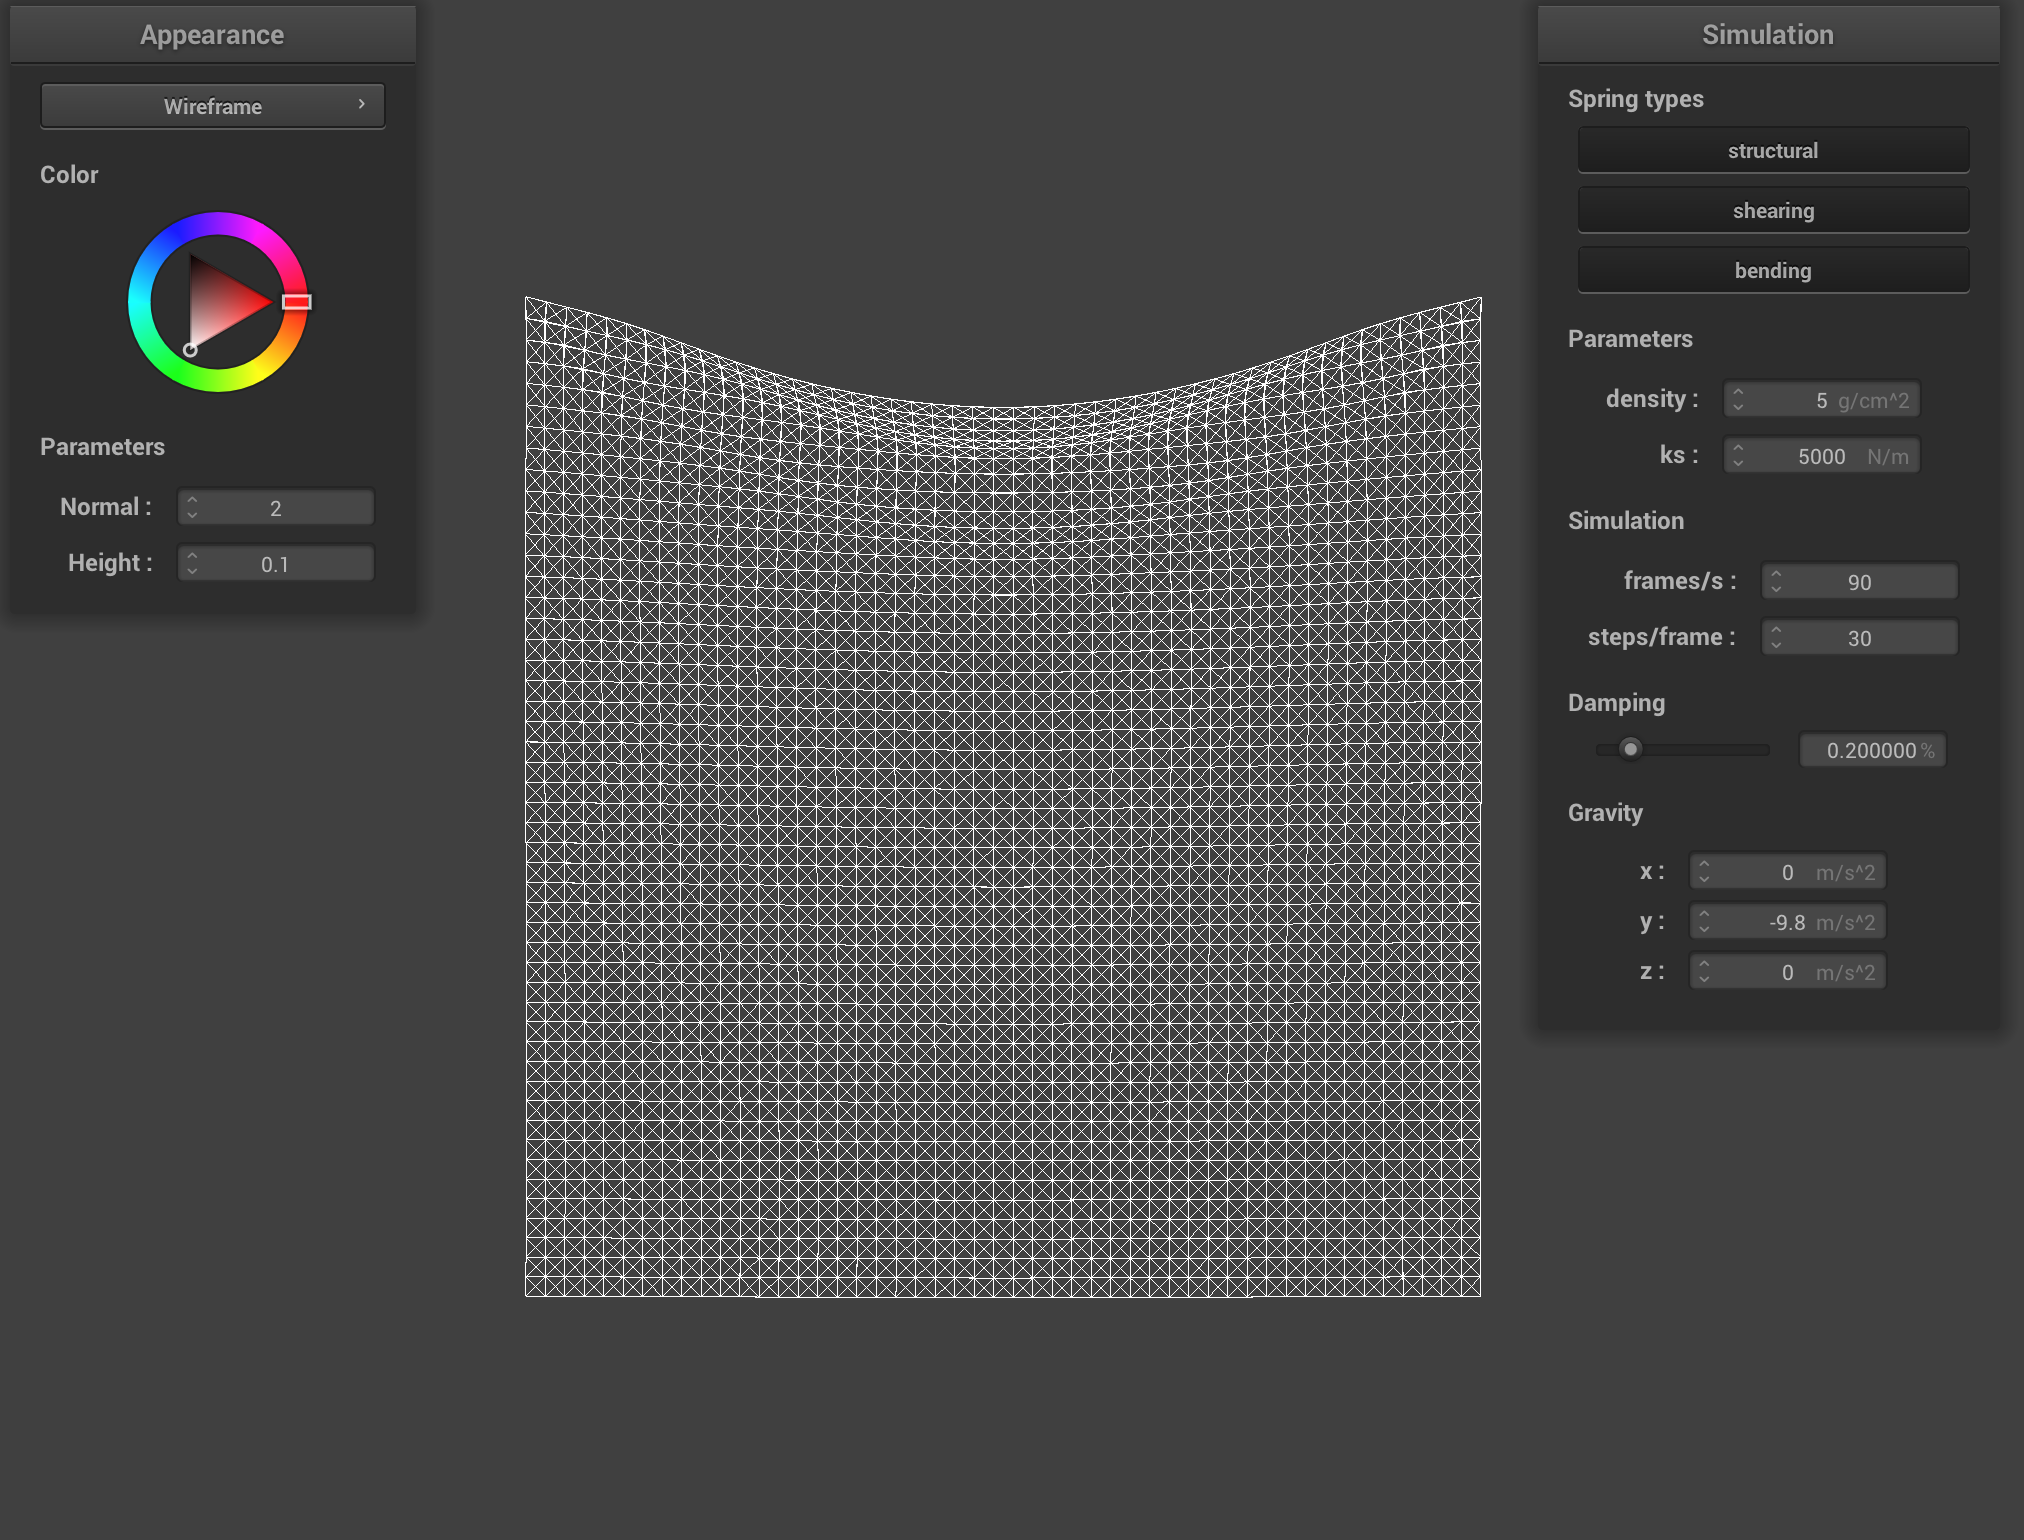 Appearance
Wireframe
Color
Parameters
Normal : 2
Height : 0.1
Simulation
Spring types
structural
shearing
bending
Parameters
density : 5 g/cm^2
ks : 5000 N/m
Simulation
frames/s : 90
steps/frame : 30
Damping
0.200000 %
Gravity
x : 0 m/s^2
y : -9.8 m/s^2
z : 0 m/s^2